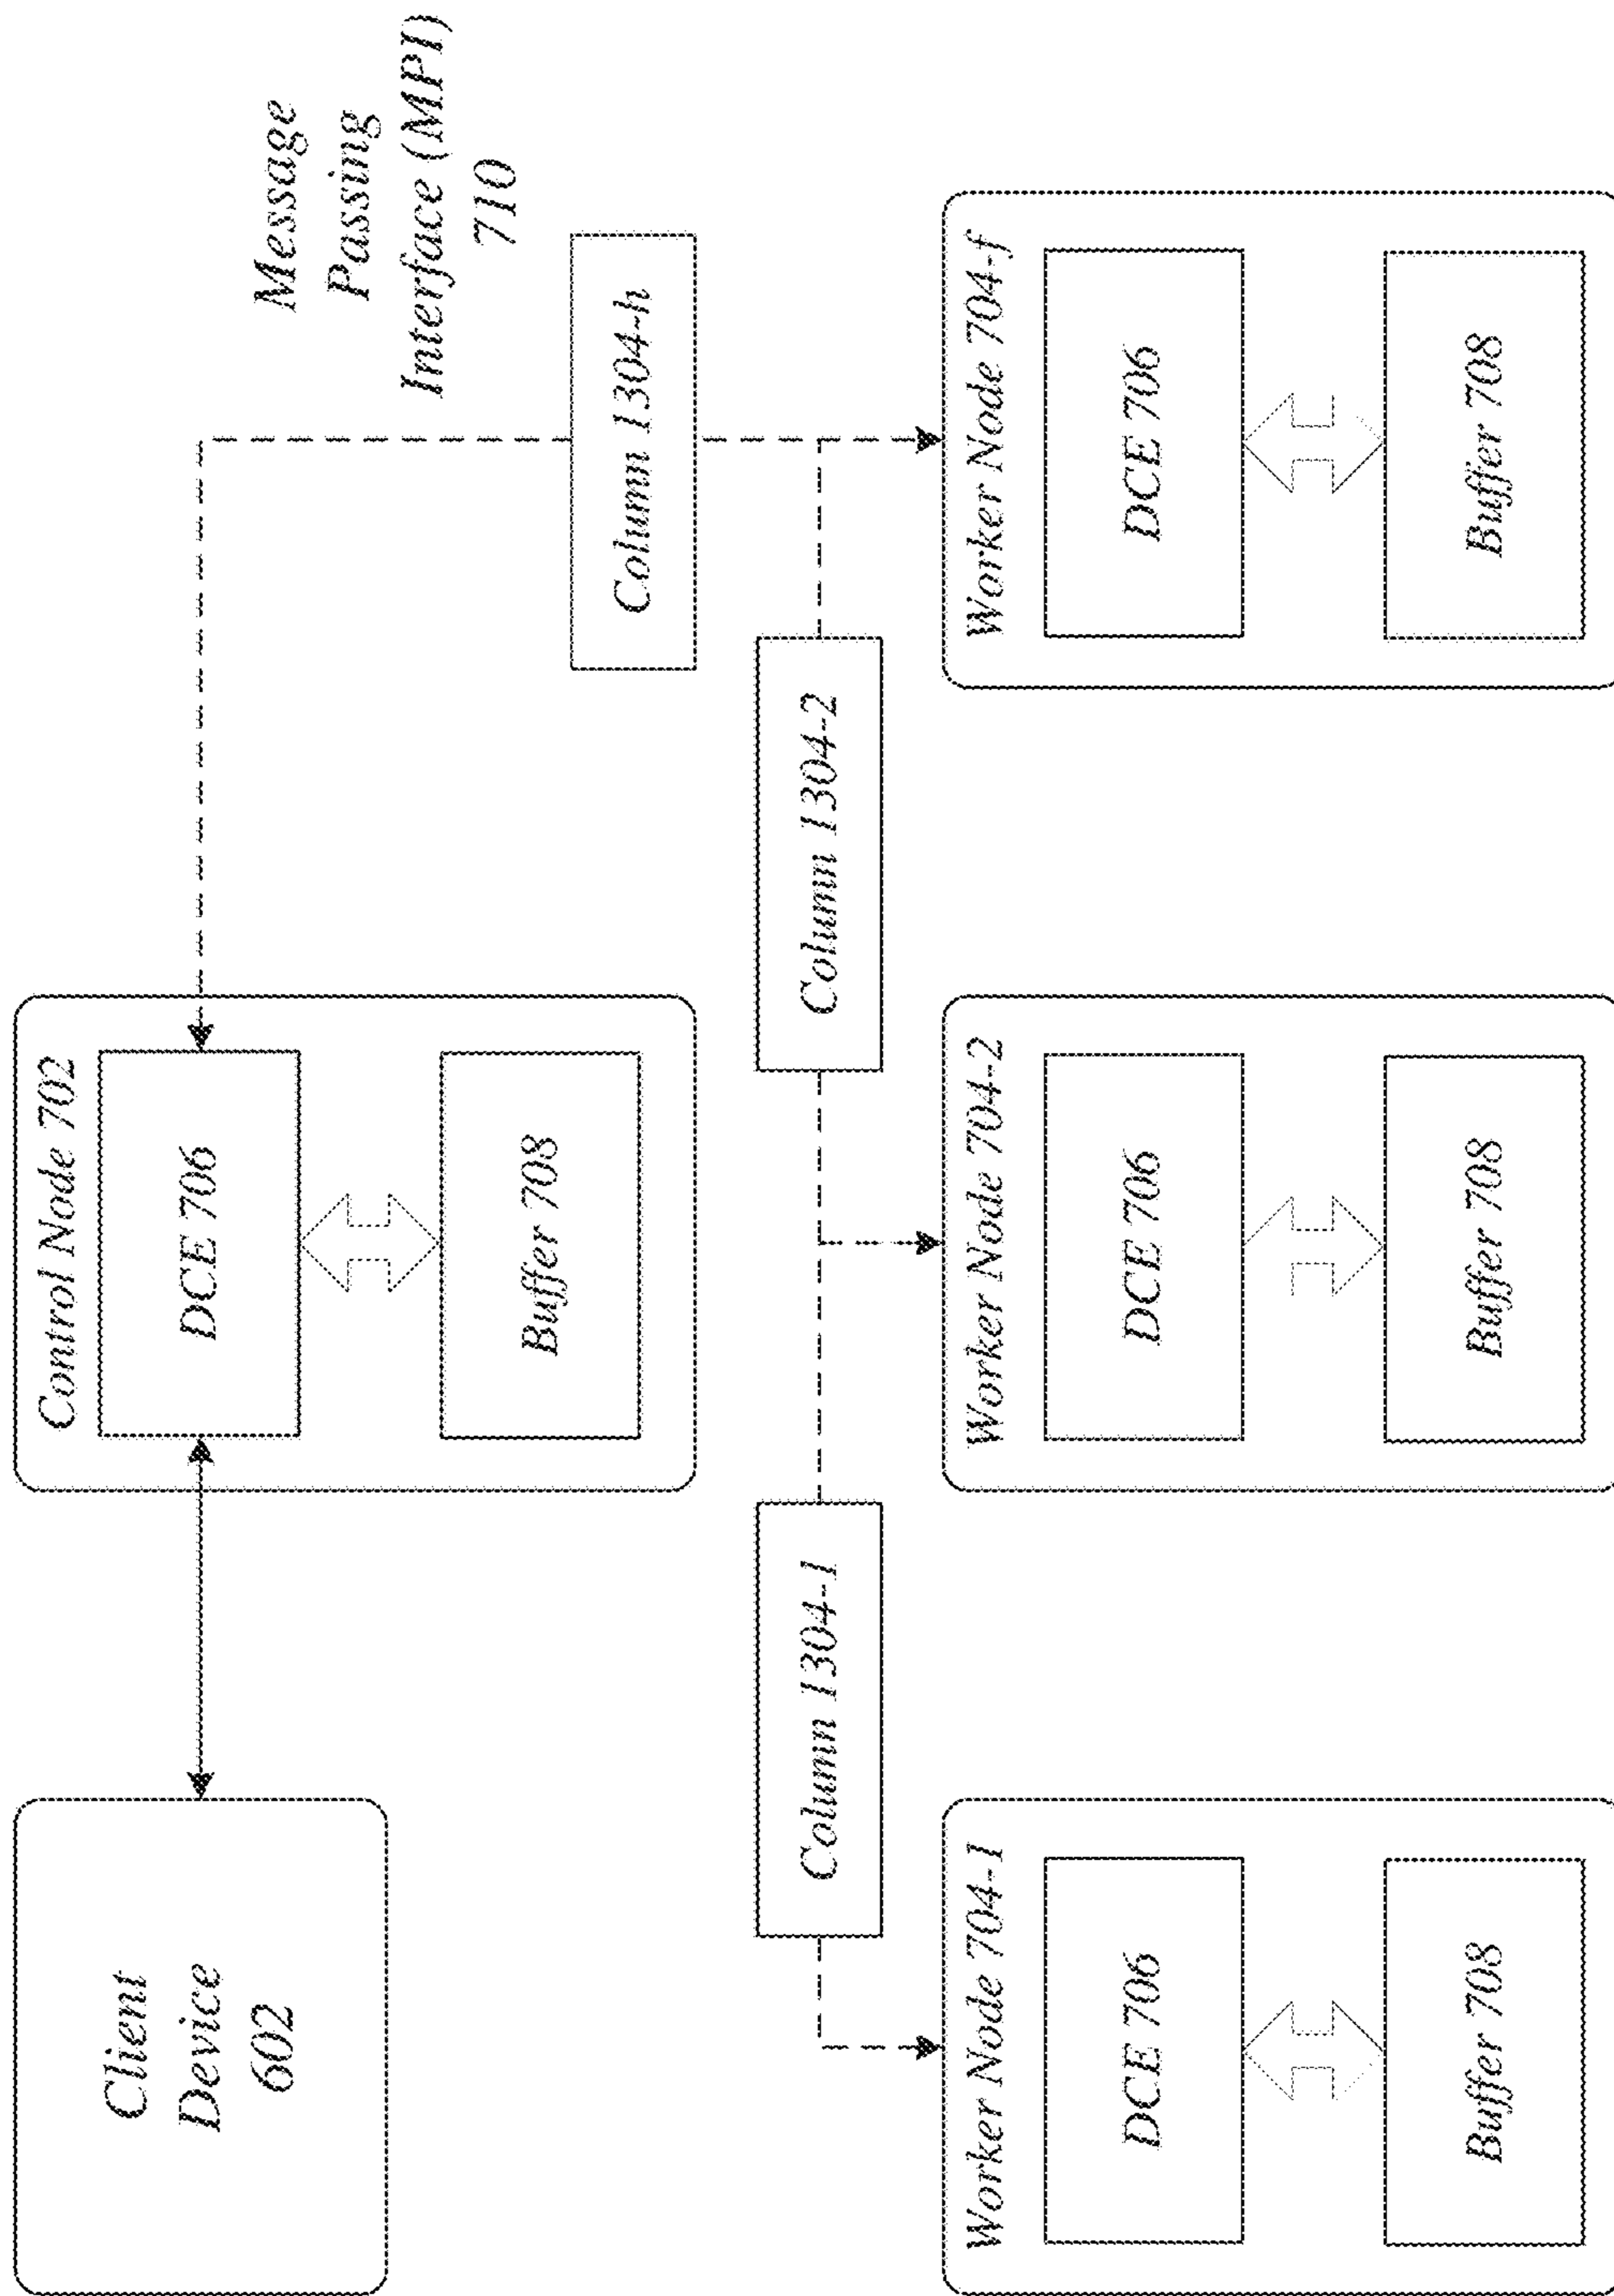 Client
Device
602
Control Node 702
DCE 706
Buffer 708
Message
Passing
Interface (MPI)
710
Column 1304-h
Column 1304-1
Column 1304-2
Worker Node 704-1
DCE 706
Buffer 708
Worker Node 704-2
DCE 706
Buffer 708
Worker Node 704-f
DCE 706
Buffer 708